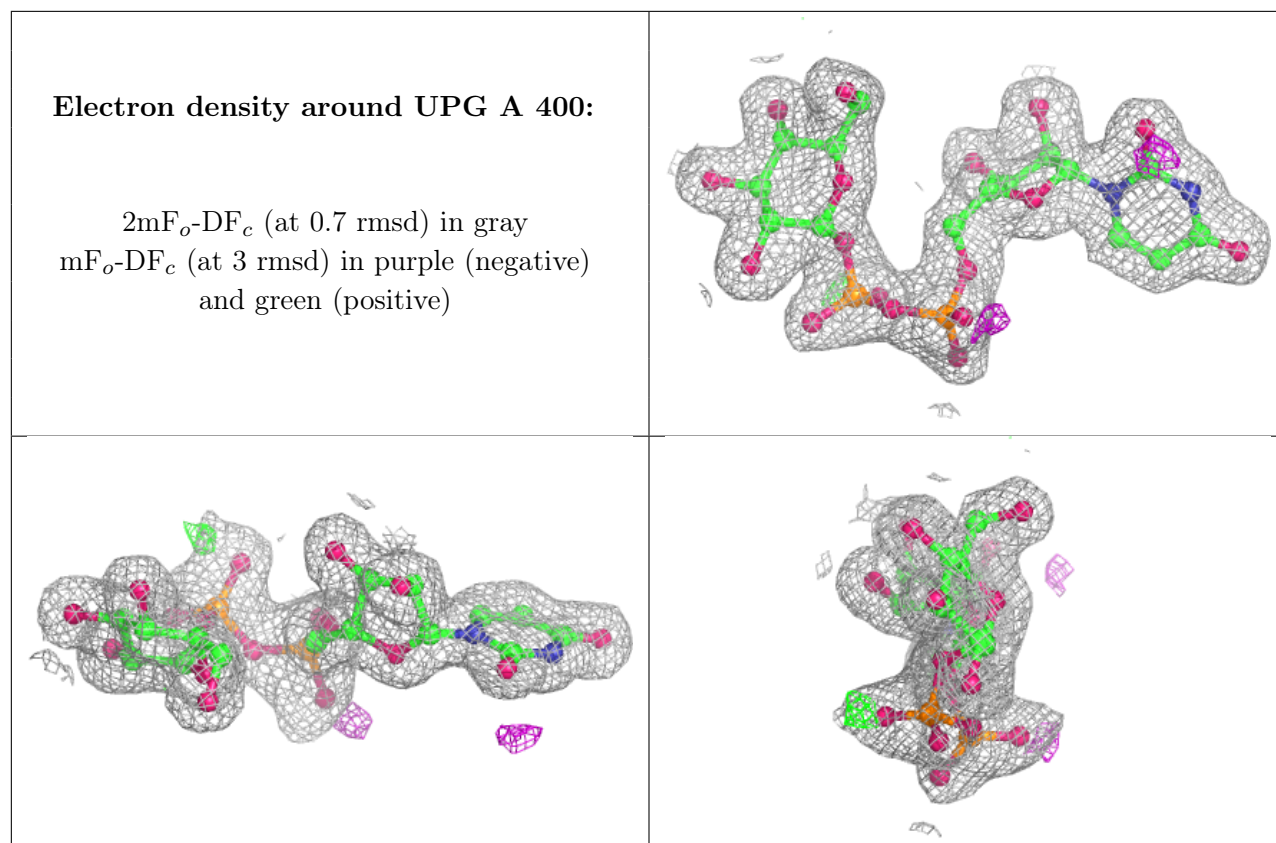 Electron density around UPG A 400:
2mFo-DFc (at 0.7 rmsd) in gray
mFo-DFc (at 3 rmsd) in purple (negative)
and green (positive)